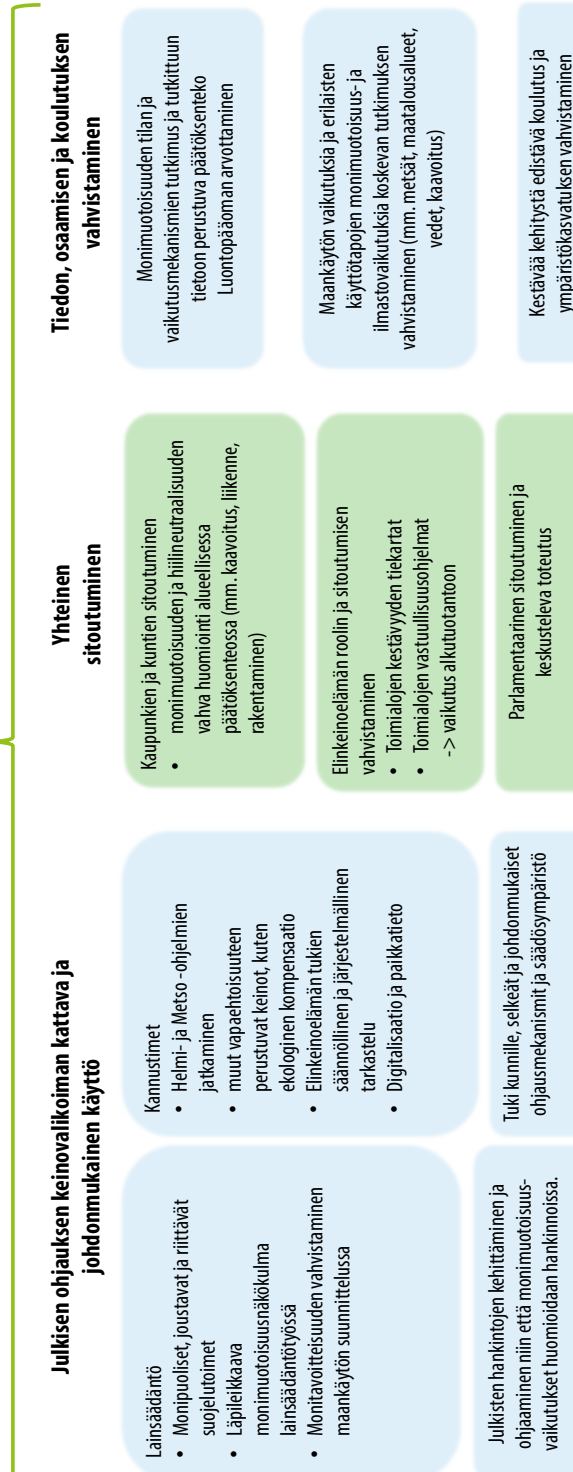 Julkisen ohjauksen keinovalikoiman kattava ja
johdonmukainen käyttö
Lainsäädäntö
• Monipuoliset, joustavat ja riittävät
suojelutoimet
• Läpileikkaava
monimuotoisuusnäkökulma
lainsäädäntötyössä
• Monitavoitteisuuden vahvistaminen
maankäytön suunnittelussa
Julkisten hankintojen kehittäminen ja
ohjaaminen niin että monimuotoisuus-
vaikutukset huomioidaan hankinnoissa.
Kannustimet
• Helmi- ja Metso -ohjelmien
jatkaminen
• muut vapaehtoisuuteen
perustuvat keinot, kuten
ekologinen kompensaatio
• Elinkeinoelämän tukien
säännöllinen ja järjestelmällinen
tarkastelu
• Digitalisaatio ja paikkatieto
Tuki kunnille, selkeät ja johdonmukaiset
ohjausmekanismit ja säädösympäristö
Yhteinen
sitoutuminen
Kaupunkien ja kuntien sitoutuminen
• monimuotoisuuden ja hiilineutraalisuuden
vahva huomiointi alueellisessa
päätöksenteossa (mm. kaavoitus, liikenne,
rakentaminen)
Elinkeinoelämän roolin ja sitoutumisen
vahvistaminen
• Toimialojen kestävyyden tiekartat
• Toimialojen vastuullisuusohjelmat
-> vaikutus alkutuotantoon
Parlamentaarinen sitoutuminen ja
keskusteleva toteutus
Tiedon, osaamisen ja koulutuksen
vahvistaminen
Monimuotoisuuden tilan ja
vaikutusmekanismien tutkimus ja tutkittuun
tietoon perustuva päätöksenteko
Luontopääoman arvottaminen
Maankäytön vaikutuksia ja erilaisten
käyttötapojen monimuotoisuus- ja
ilmastovaikutuksia koskevan tutkimuksen
vahvistaminen (mm. metsät, maatalousalueet,
vedet, kaavoitus)
Kestävää kehitystä edistävä koulutus ja
ympäristökasvatuksen vahvistaminen